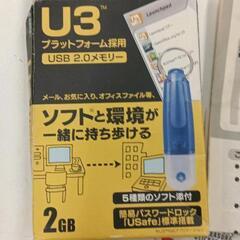 U3™
プラットフォーム採用
USB 2.0メモリー
Launchpad
メール、お気に入り、オフィスファイル等、
ソフトと環境が
一緒に持ち歩ける
2GB
5種類のソフト添付
簡易パスワードロック
「USafe」標準搭載